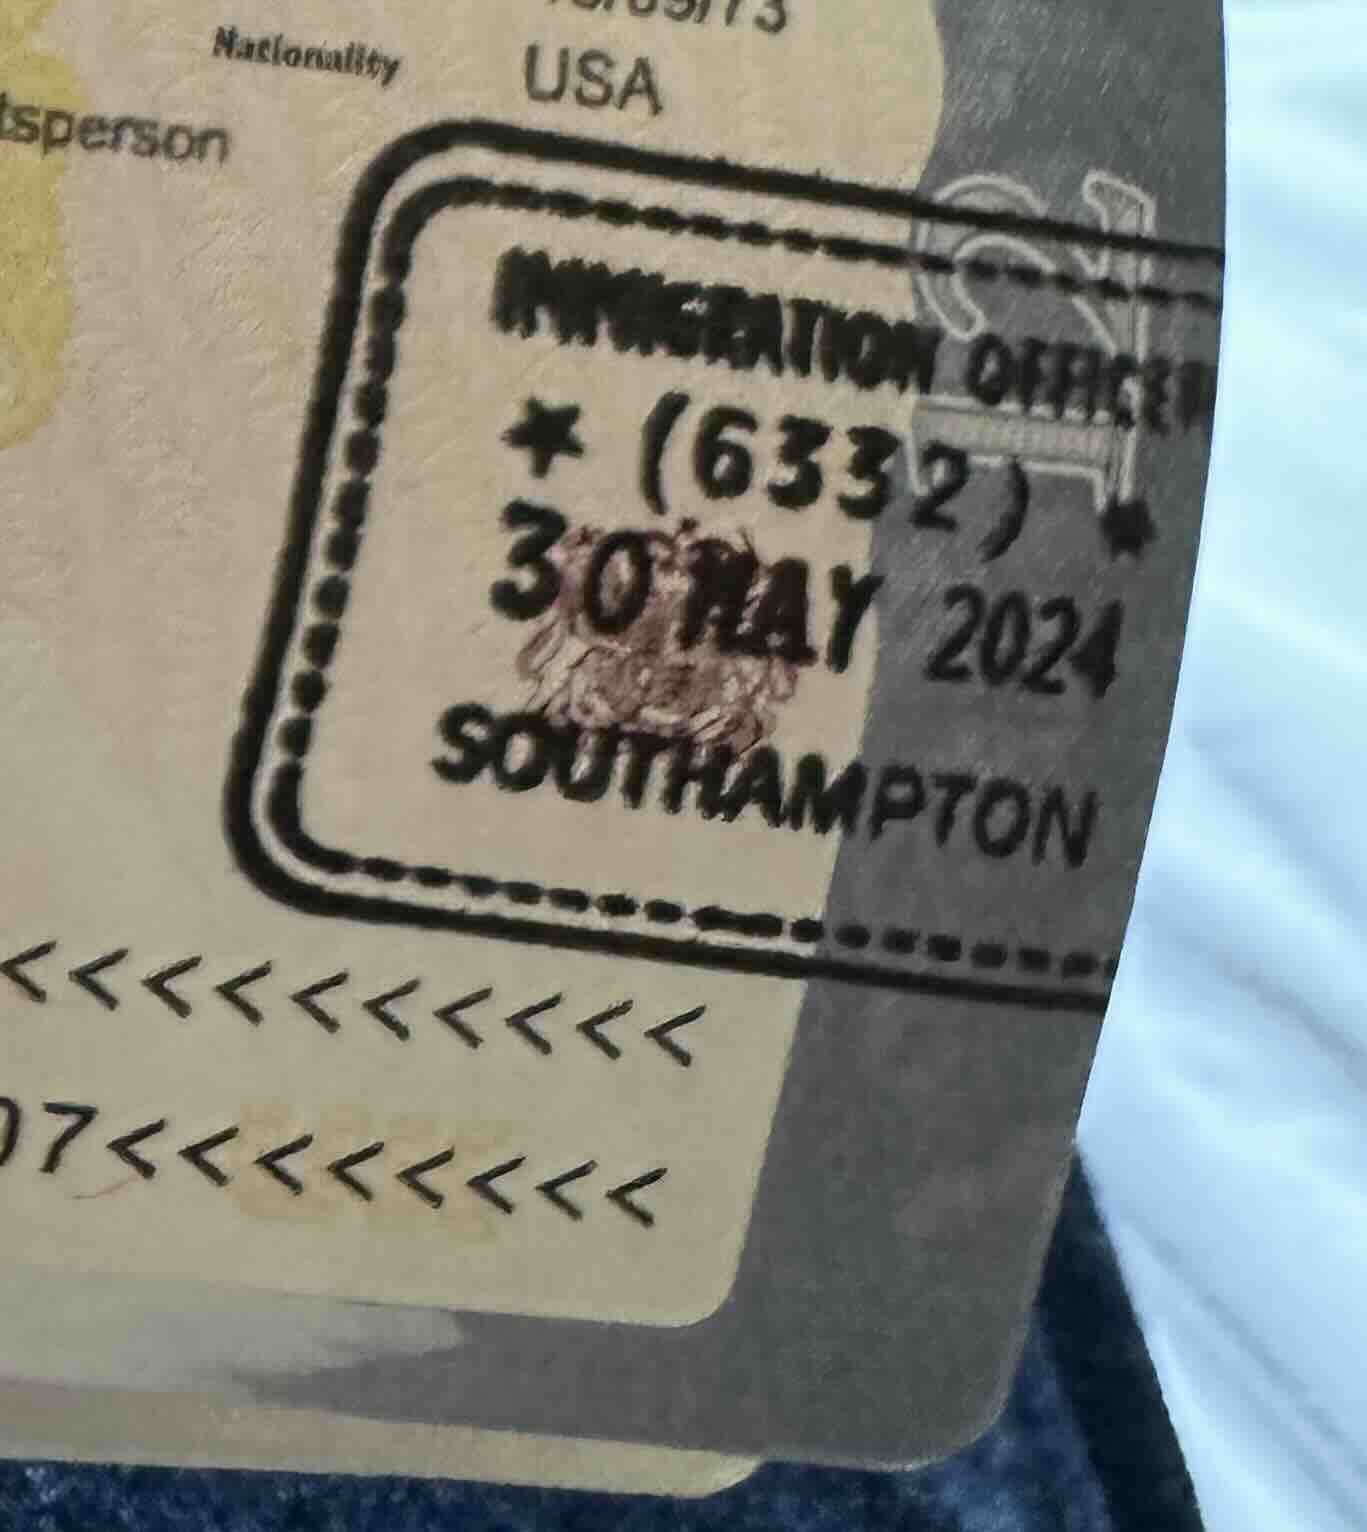 Nationality
USA
tsperson
IMMIGRATION OFFICER
★ (6332) ★
30 MAY 2024
SOUTHAMPTON
<<<<<<<<<<
07<<<<<<<<